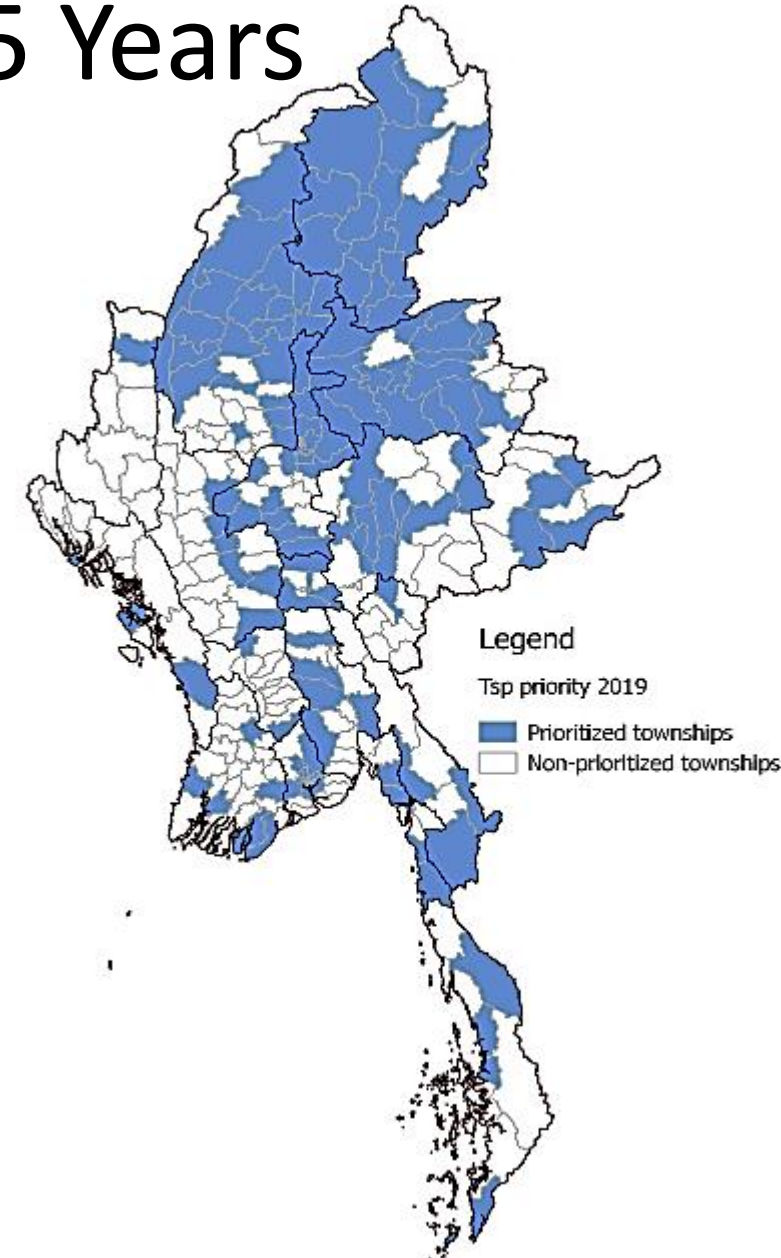 5 Years
Legend
Tsp priority 2019
Prioritized townships
Non-prioritized townships